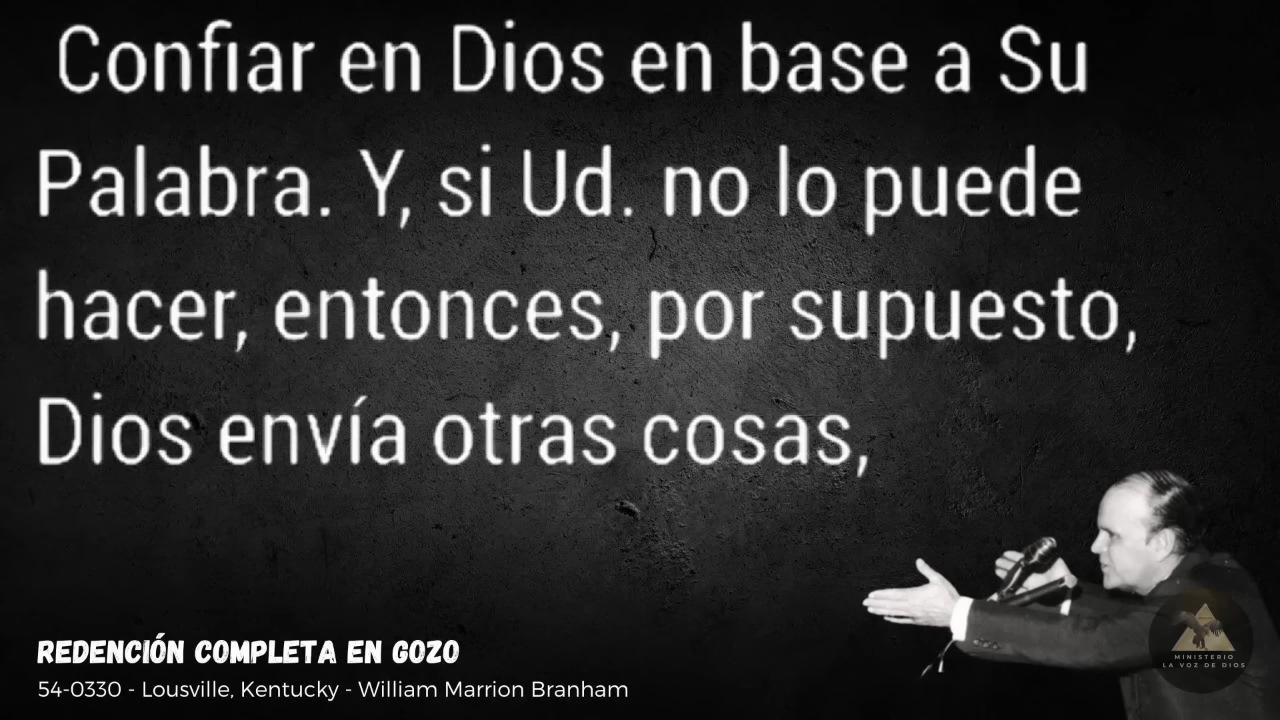 Confiar en Dios en base a Su
Palabra. Y, si Ud. no lo puede
hacer, entonces, por supuesto,
Dios envía otras cosas,
REDENCIÓN COMPLETA EN GOZO
54-0330 - Lousville, Kentucky - William Marrion Branham
MINISTERIO
LA VOZ DE DIOS